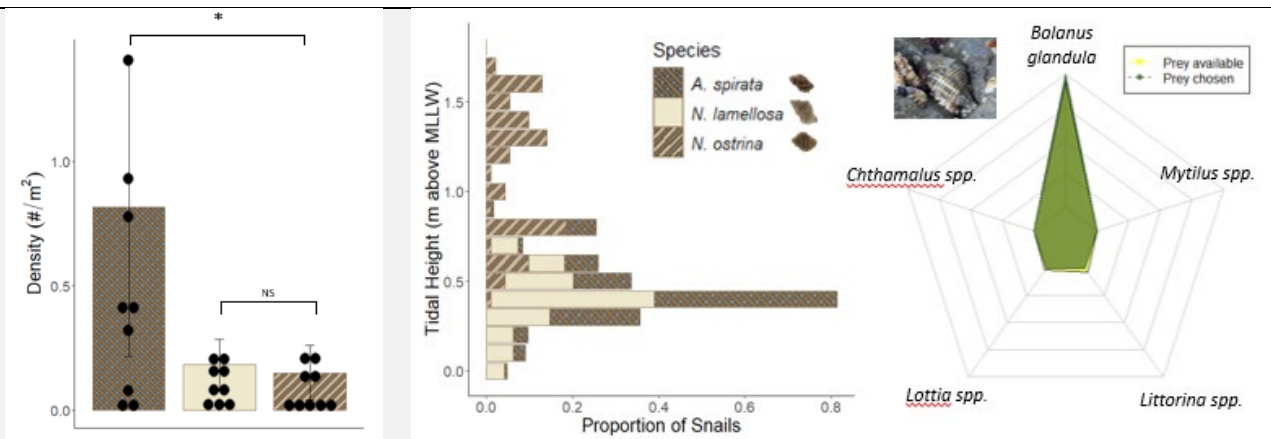 *
NS
Density (#/m²)
1.0
0.5
0.0
Tidal Height (m above MLLW)
1.5
1.0
0.5
0.0
0.0
0.2
0.4
0.6
0.8
Proportion of Snails
Species
A. spirata
N. lamellosa
N. ostrina
Balanus
glandula
Prey available
Prey chosen
Chthamalus spp.
Mytilus spp.
Lottia spp.
Littorina spp.